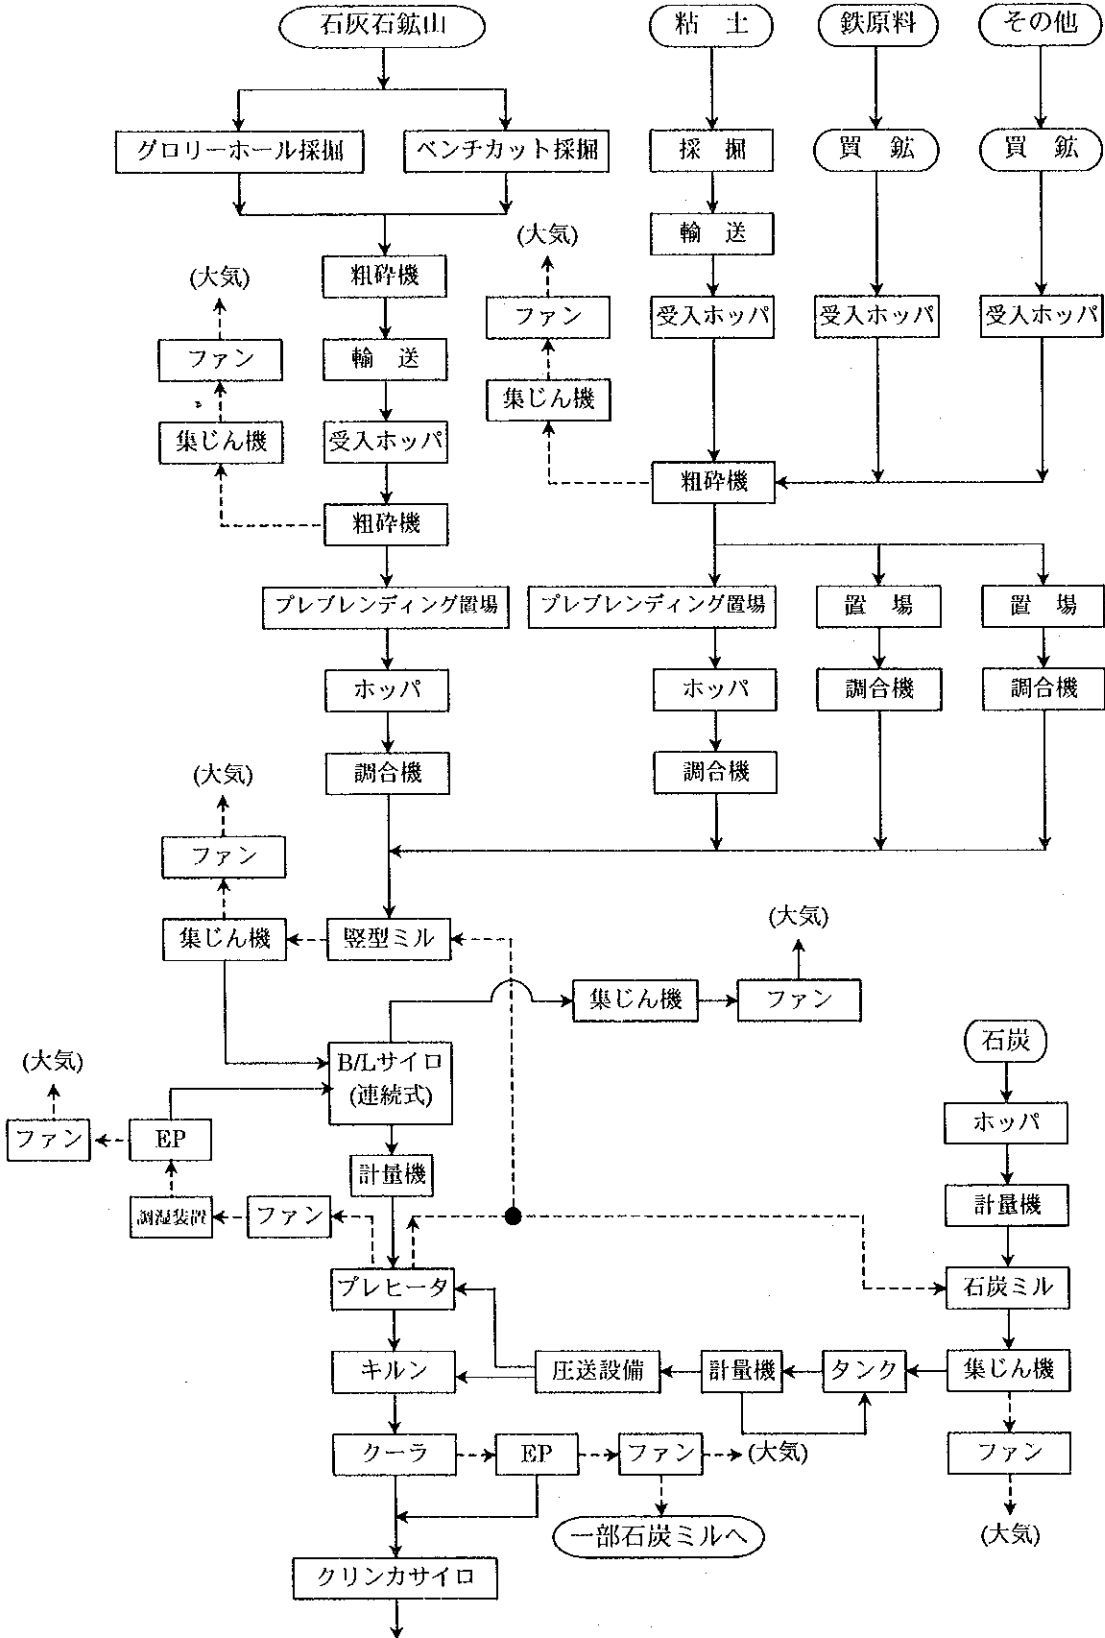 石灰石鉱山
粘 土
鉄原料
その他
グロリーホール採掘
ベンチカット採掘
採 掘
買 鉱
買 鉱
輸 送
(大気)
(大気)
粗砕機
ファン
受入ホッパ
受入ホッパ
受入ホッパ
ファン
輸 送
集じん機
集じん機
受入ホッパ
粗砕機
粗砕機
プレブレンディング置場
プレブレンディング置場
置 場
置 場
ホッパ
ホッパ
調合機
調合機
調合機
調合機
(大気)
ファン
(大気)
集じん機
竪型ミル
集じん機
ファン
石炭
(大気)
B/Lサイロ
(連続式)
ホッパ
ファン
EP
計量機
計量機
調湿装置
ファン
プレヒータ
石炭ミル
キルン
圧送設備
計量機
タンク
集じん機
クーラ
EP
ファン
(大気)
ファン
一部石炭ミルへ
(大気)
クリンカサイロ